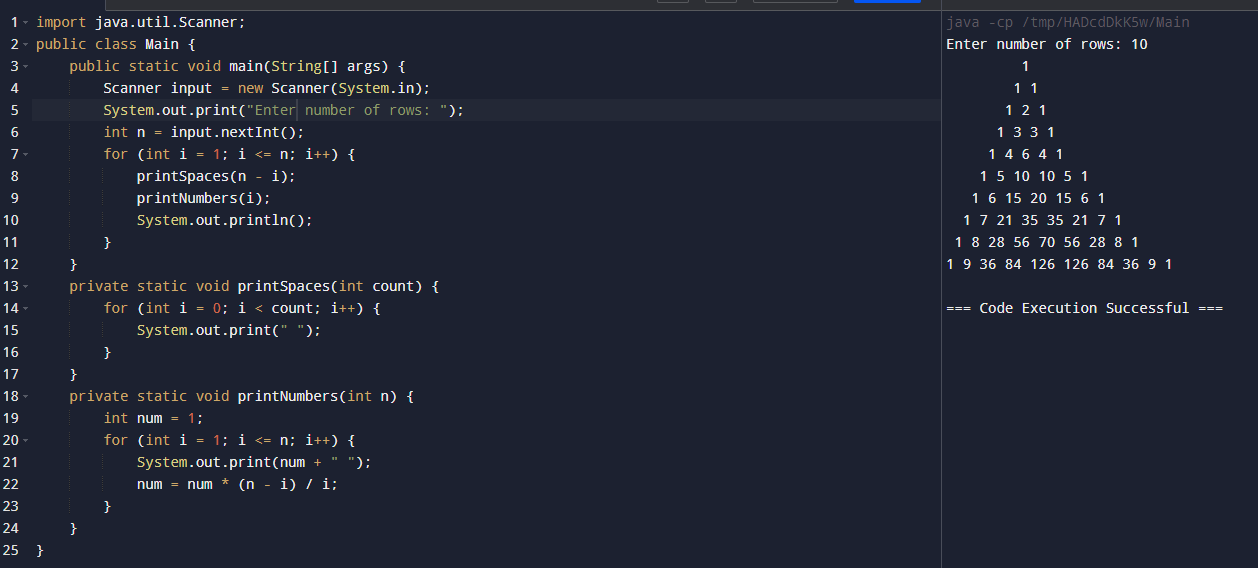 1 import java.util.Scanner;
2 public class Main {
3     public static void main(String[] args) {
4         Scanner input = new Scanner(System.in);
5         System.out.print("Enter number of rows: ");
6         int n = input.nextInt();
7         for (int i = 1; i <= n; i++) {
8             printSpaces(n - i);
9             printNumbers(i);
10             System.out.println();
11         }
12     }
13     private static void printSpaces(int count) {
14         for (int i = 0; i < count; i++) {
15             System.out.print(" ");
16         }
17     }
18     private static void printNumbers(int n) {
19         int num = 1;
20         for (int i = 1; i <= n; i++) {
21             System.out.print(num + " ");
22             num = num * (n - i) / i;
23         }
24     }
25 }
java -cp /tmp/HADcdDkK5w/Main
Enter number of rows: 10
         1
        1 1
       1 2 1
      1 3 3 1
     1 4 6 4 1
    1 5 10 10 5 1
   1 6 15 20 15 6 1
  1 7 21 35 35 21 7 1
 1 8 28 56 70 56 28 8 1
1 9 36 84 126 126 84 36 9 1
=== Code Execution Successful ===